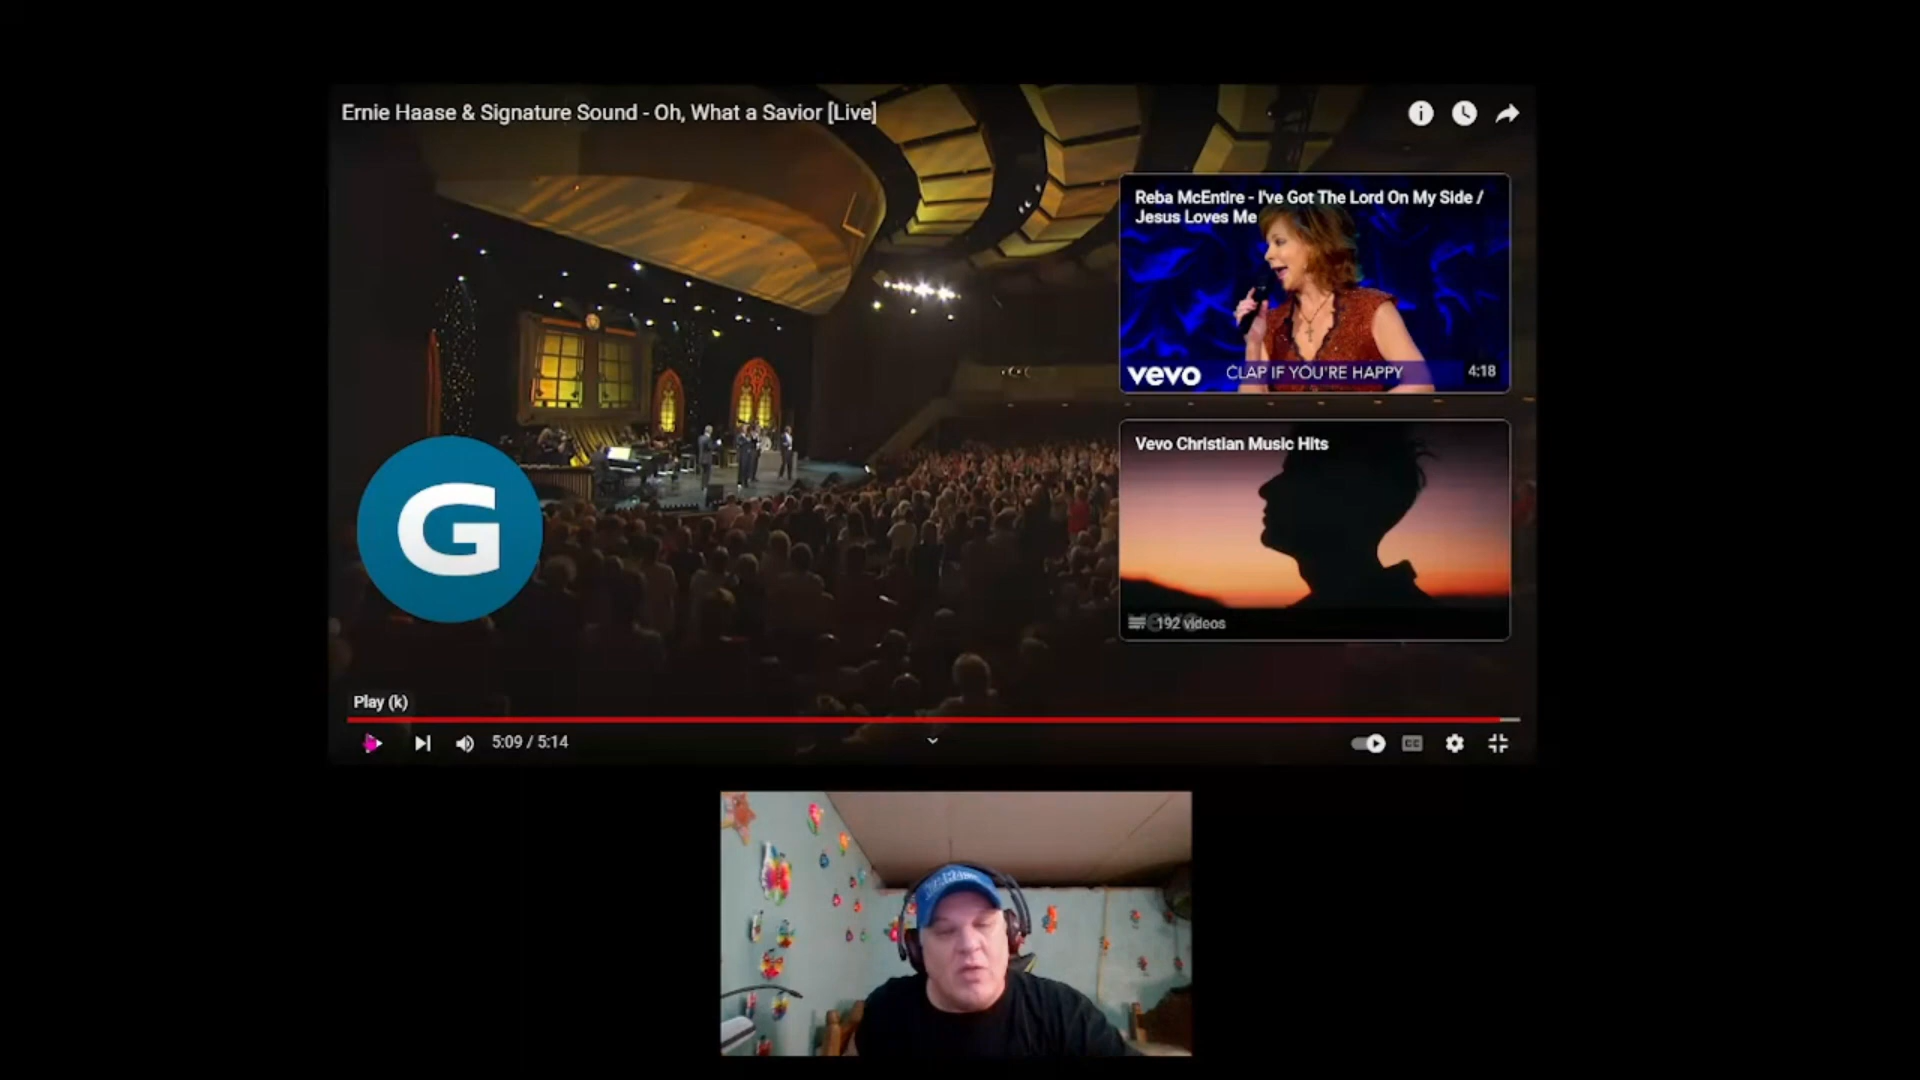 Ernie Haase & Signature Sound - Oh, What a Savior [Live]
Reba McEntire - I've Got The Lord On My Side /
Jesus Loves Me
vevo
CLAP IF YOU'RE HAPPY
4:18
Vevo Christian Music Hits
G
192 videos
Play (k)
5:09 / 5:14
CC